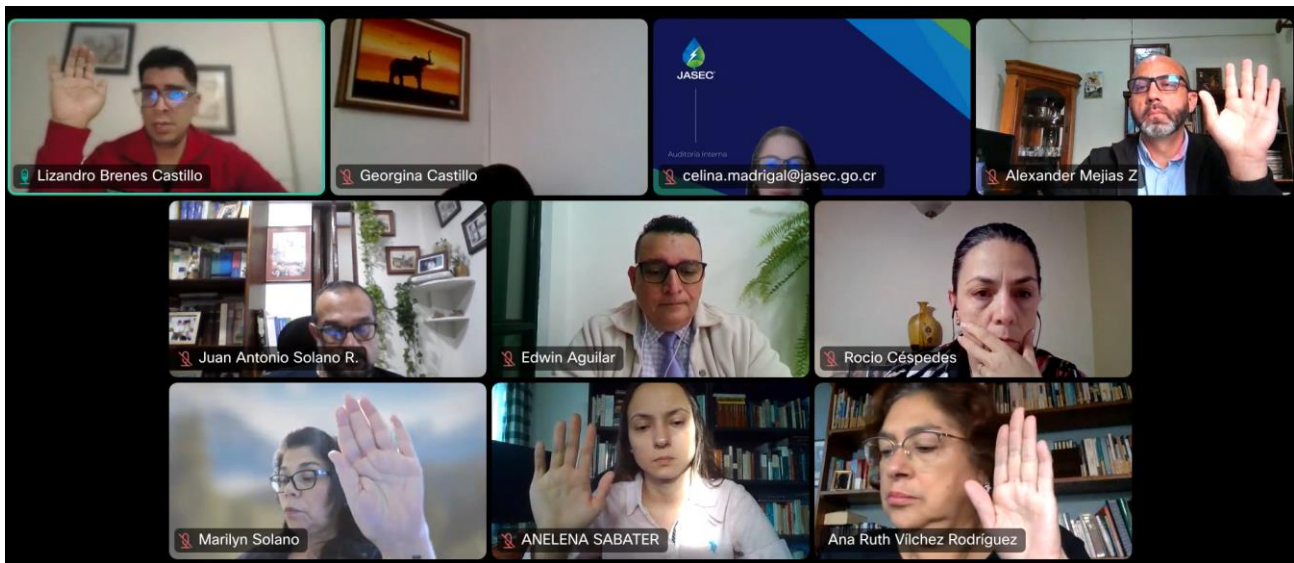 Lizandro Brenes Castillo
Georgina Castillo
JASEC
Auditoría Interna
celina.madrigal@jasec.go.cr
Alexander Mejias Z
Juan Antonio Solano R.
Edwin Aguilar
Rocio Céspedes
Marilyn Solano
ANELENA SABATER
Ana Ruth Vílchez Rodríguez